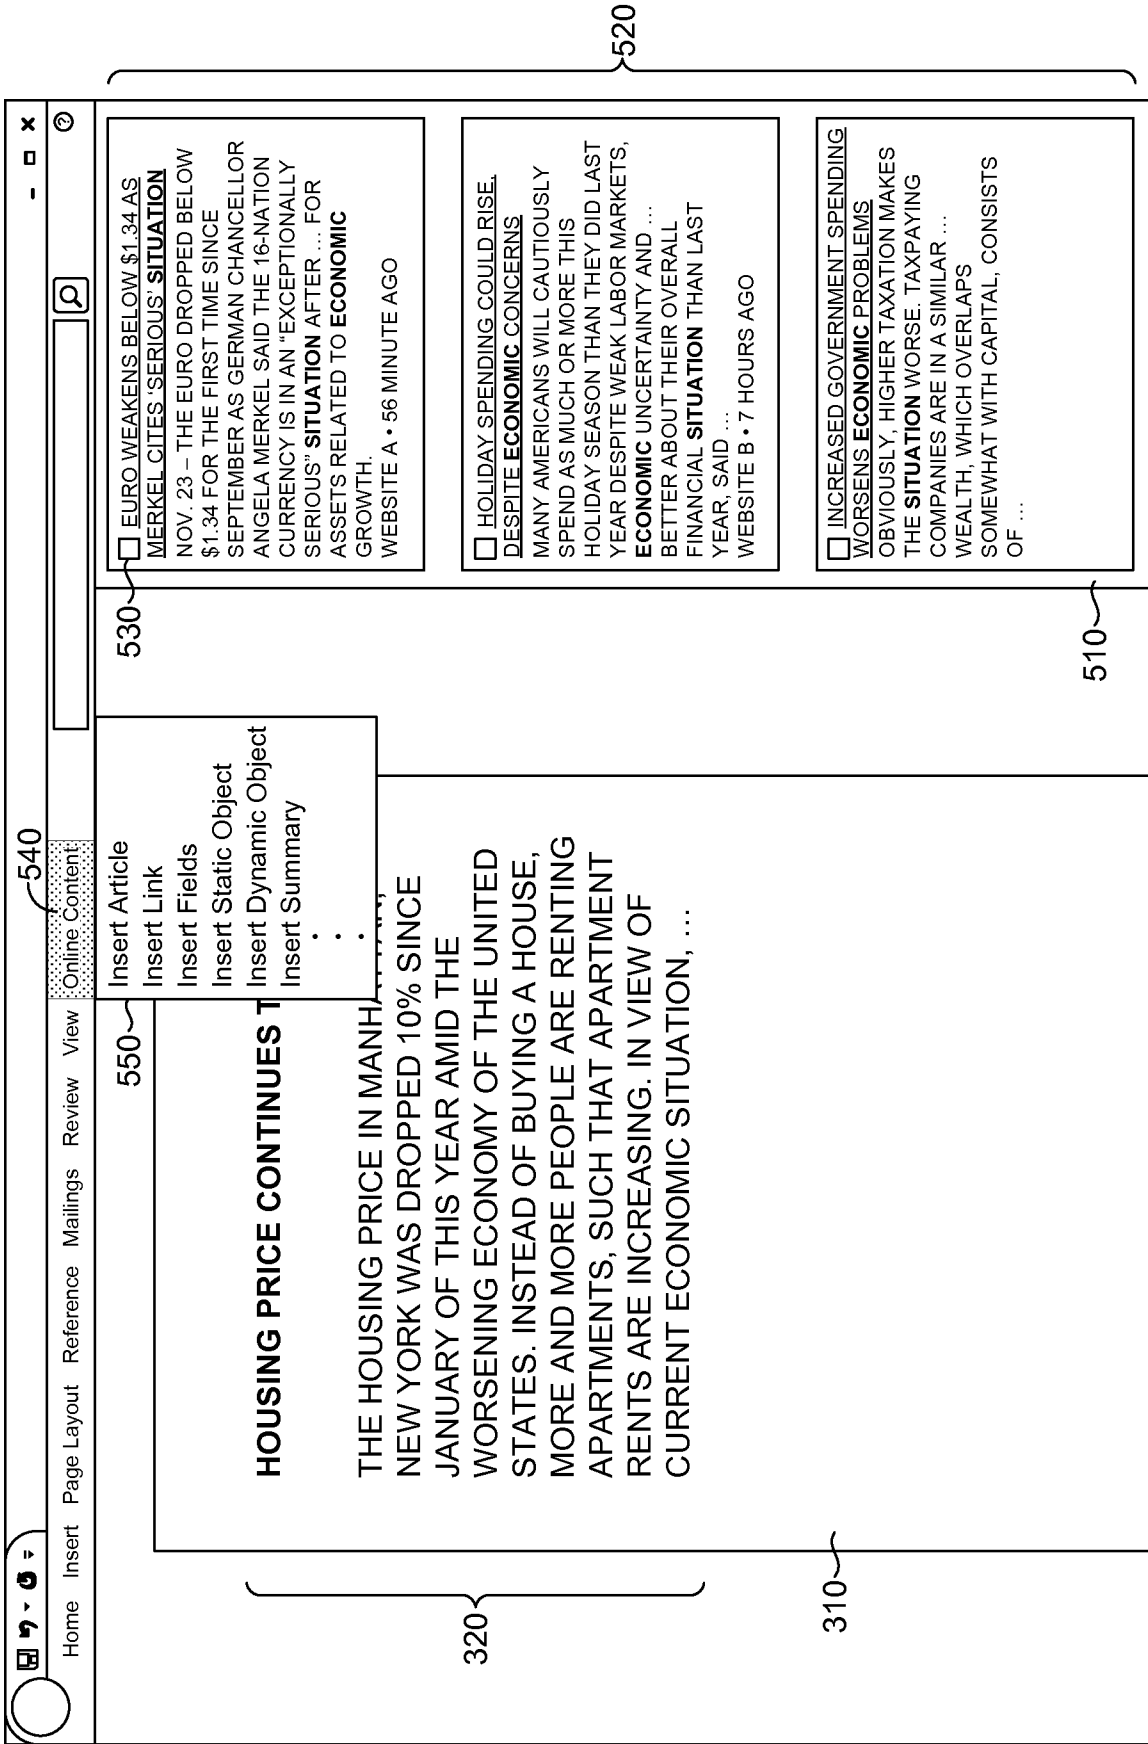 540
Home Insert Page Layout Reference Mailings Review View Online Content
Insert Article
Insert Link
Insert Fields
Insert Static Object
Insert Dynamic Object
Insert Summary
550
HOUSING PRICE CONTINUES T
THE HOUSING PRICE IN MANHATTAN,
NEW YORK WAS DROPPED 10% SINCE
JANUARY OF THIS YEAR AMID THE
WORSENING ECONOMY OF THE UNITED
STATES. INSTEAD OF BUYING A HOUSE,
MORE AND MORE PEOPLE ARE RENTING
APARTMENTS, SUCH THAT APARTMENT
RENTS ARE INCREASING. IN VIEW OF
CURRENT ECONOMIC SITUATION, ...
320
310
530
EURO WEAKENS BELOW $1.34 AS
MERKEL CITES ‘SERIOUS’ SITUATION
NOV. 23 – THE EURO DROPPED BELOW
$1.34 FOR THE FIRST TIME SINCE
SEPTEMBER AS GERMAN CHANCELLOR
ANGELA MERKEL SAID THE 16-NATION
CURRENCY IS IN AN “EXCEPTIONALLY
SERIOUS” SITUATION AFTER ... FOR
ASSETS RELATED TO ECONOMIC
GROWTH.
WEBSITE A • 56 MINUTE AGO
HOLIDAY SPENDING COULD RISE,
DESPITE ECONOMIC CONCERNS
MANY AMERICANS WILL CAUTIOUSLY
SPEND AS MUCH OR MORE THIS
HOLIDAY SEASON THAN THEY DID LAST
YEAR DESPITE WEAK LABOR MARKETS,
ECONOMIC UNCERTAINTY AND ...
BETTER ABOUT THEIR OVERALL
FINANCIAL SITUATION THAN LAST
YEAR, SAID ...
WEBSITE B • 7 HOURS AGO
INCREASED GOVERNMENT SPENDING
WORSENS ECONOMIC PROBLEMS
OBVIOUSLY, HIGHER TAXATION MAKES
THE SITUATION WORSE. TAXPAYING
COMPANIES ARE IN A SIMILAR ...
WEALTH, WHICH OVERLAPS
SOMEWHAT WITH CAPITAL, CONSISTS
OF ...
510
520